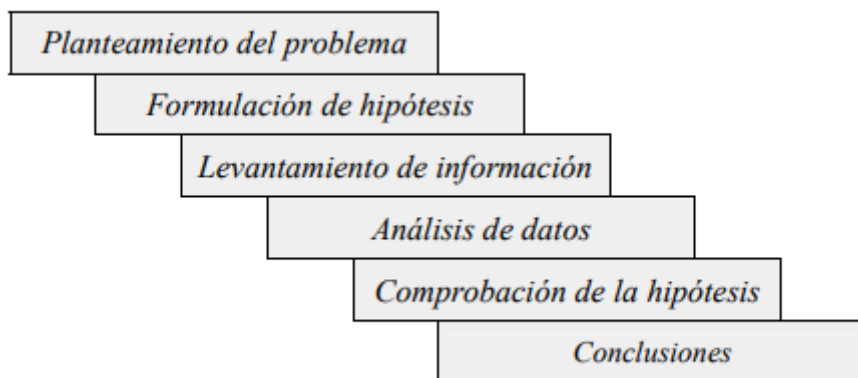 Planteamiento del problema
Formulación de hipótesis
Levantamiento de información
Análisis de datos
Comprobación de la hipótesis
Conclusiones